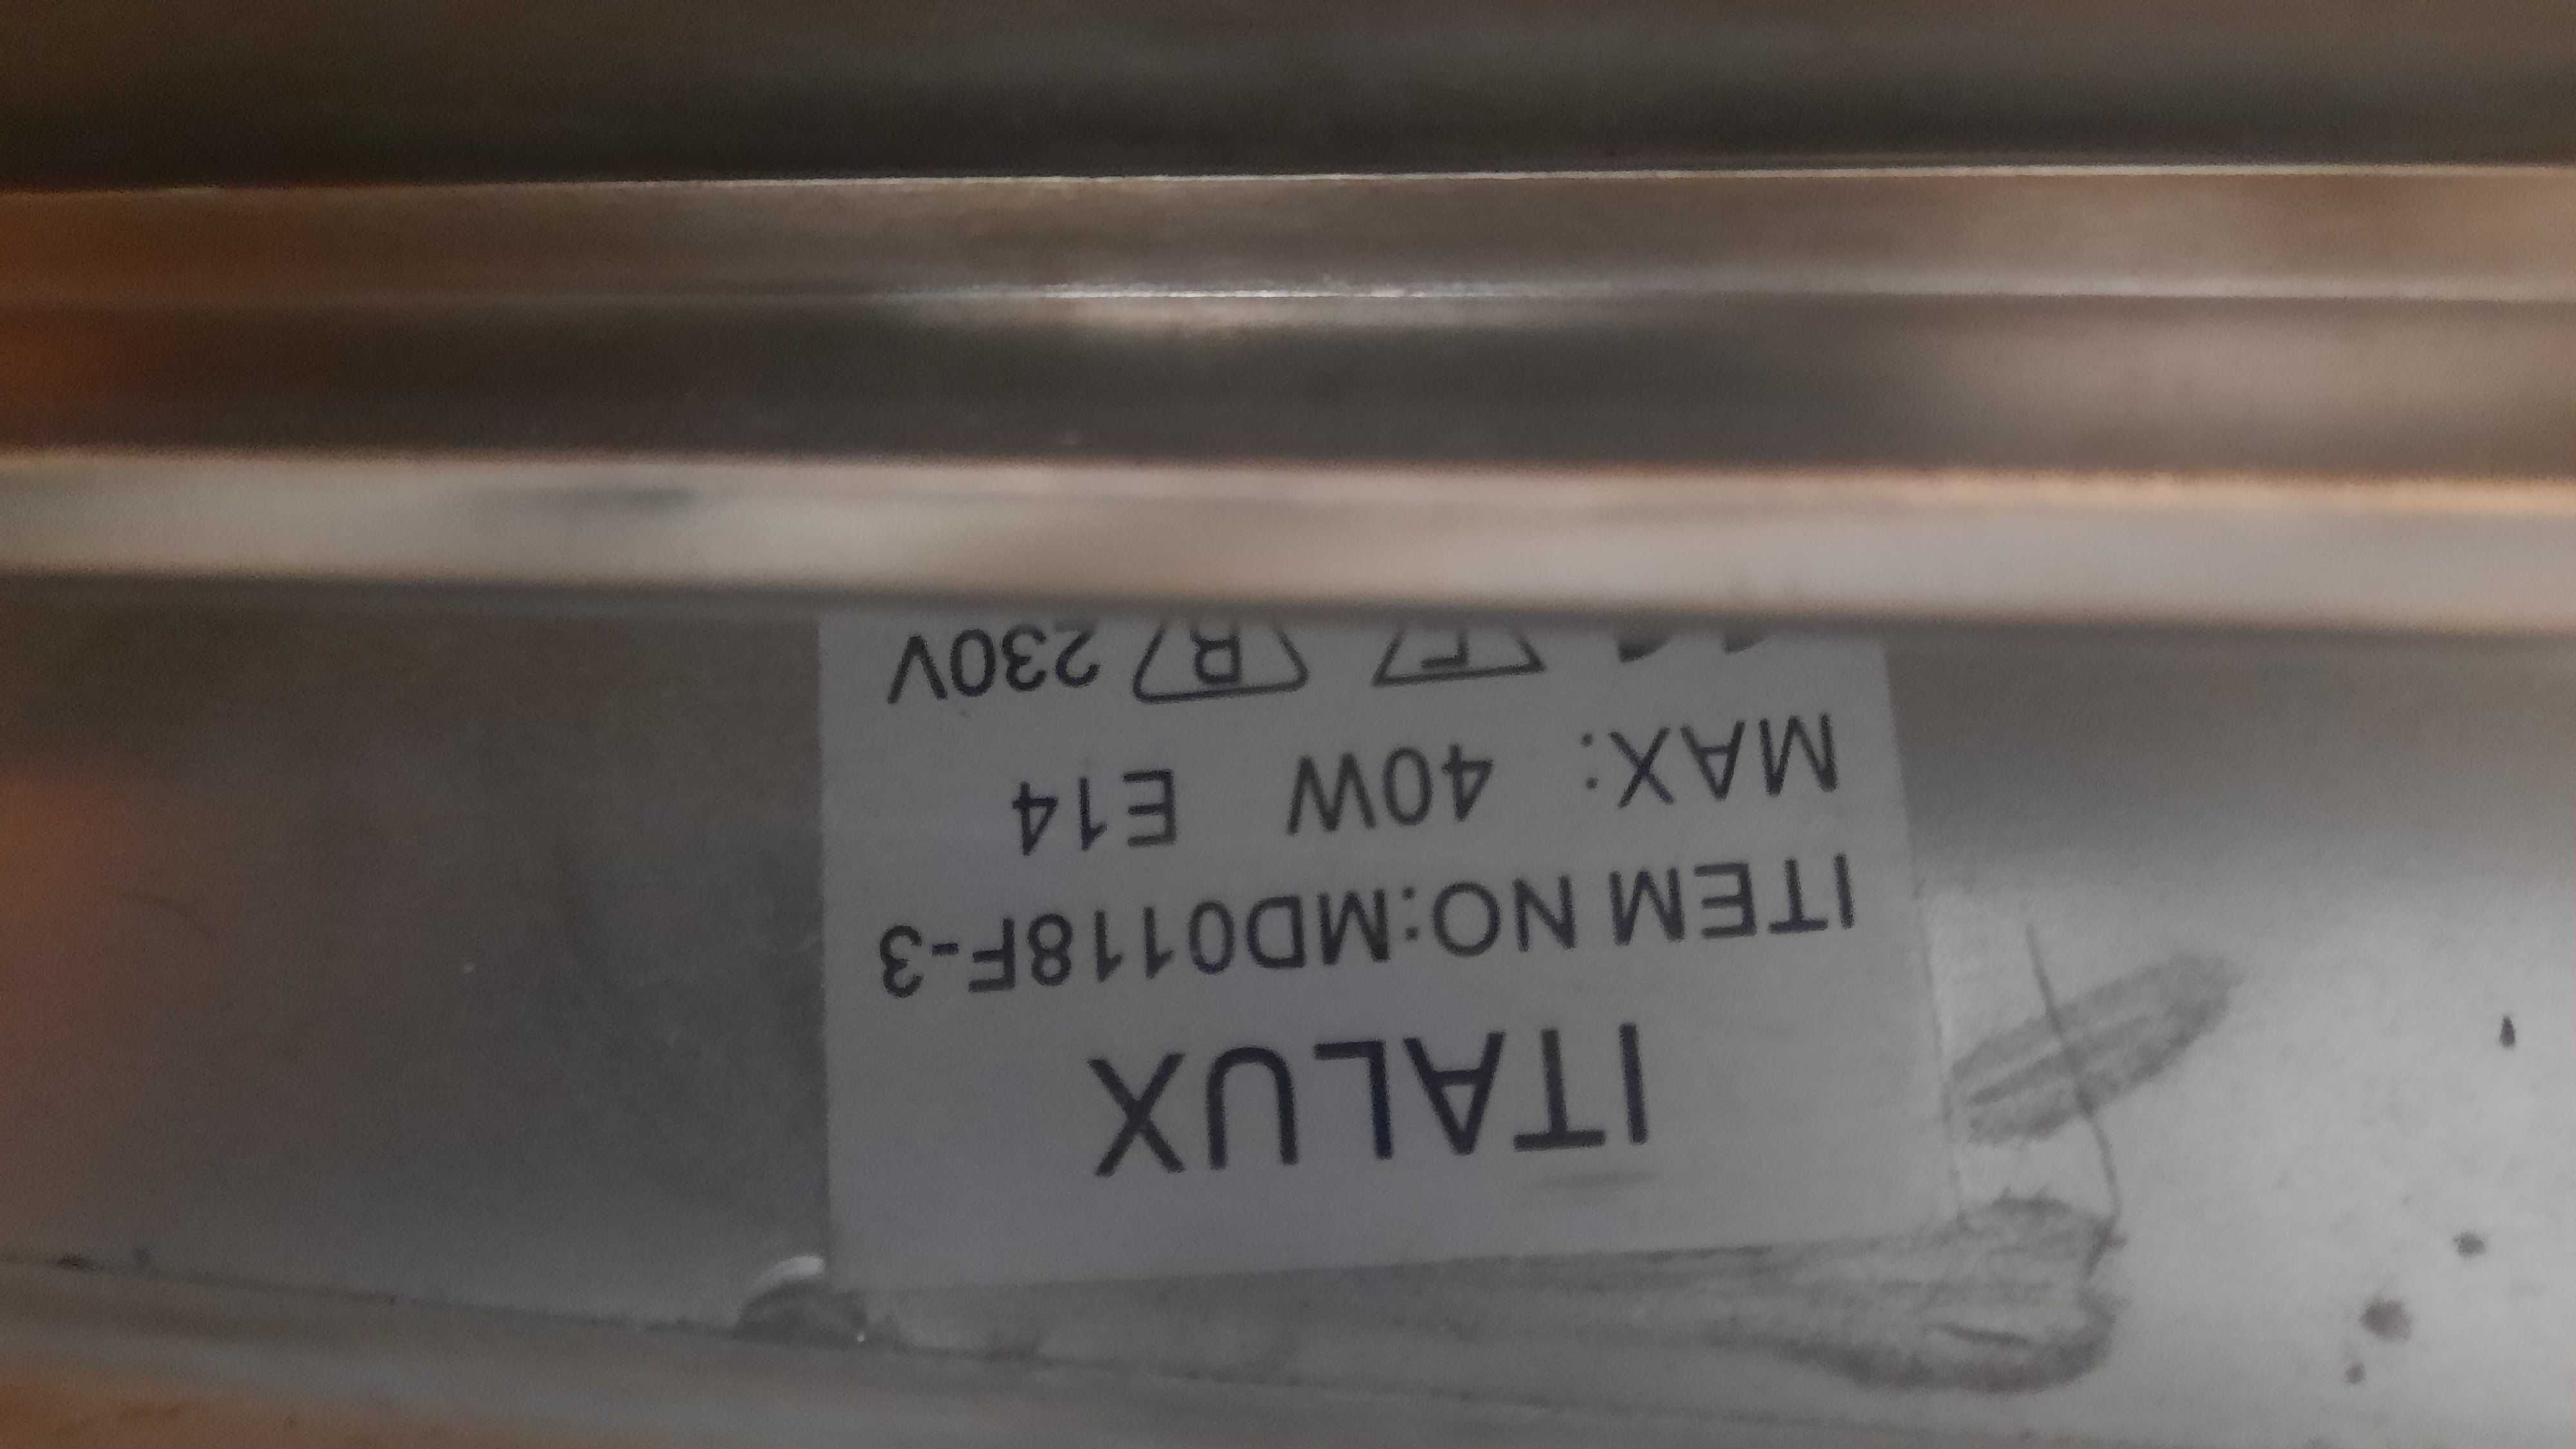 ITALUX
ITEM NO:MD0118F-3
MAX: 40W E14
F R 230V